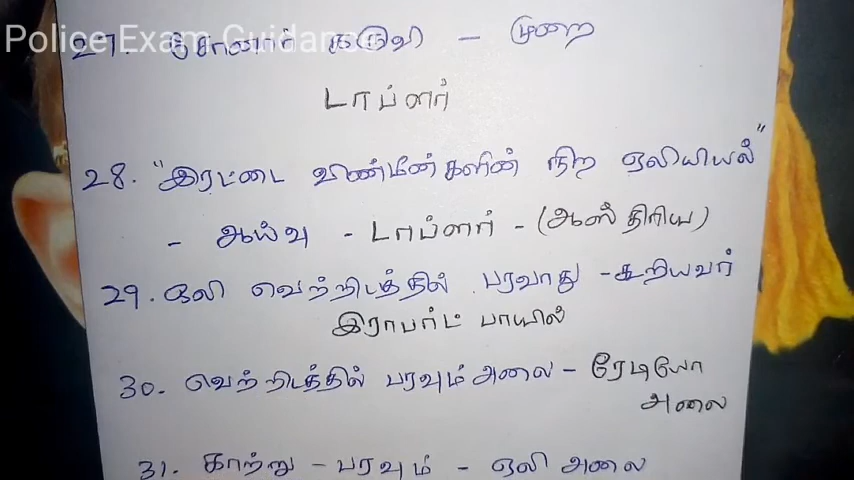 Police Exam Guidance
27. சோனார் கருவி - முறை
டாப்ளர்
28. "இரட்டை விண்மீன்களின் நிற ஒலியியல்"
- ஆய்வு - டாப்ளர் - (ஆஸ்திரிய)
29. ஒலி வெற்றிடத்தில் பரவாது - கூறியவர்
இராபர்ட் பாயில்
30. வெற்றிடத்தில் பரவும் அலை - ரேடியோ
அலை
31. காற்று - பரவும் - ஒலி அலை